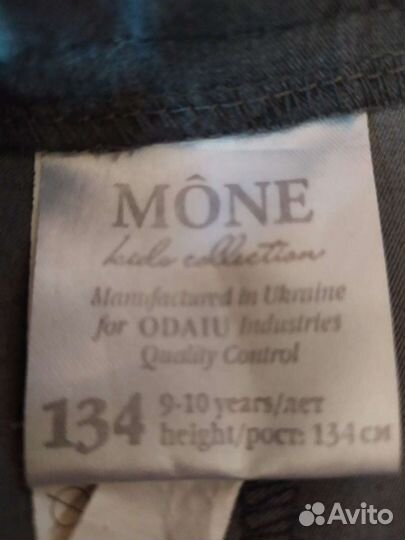 MÔNE
kids collection
Manufactured in Ukraine
for ODAIU Industries
Quality Control
134 9-10 years/лет
height/рост: 134 см
Avito